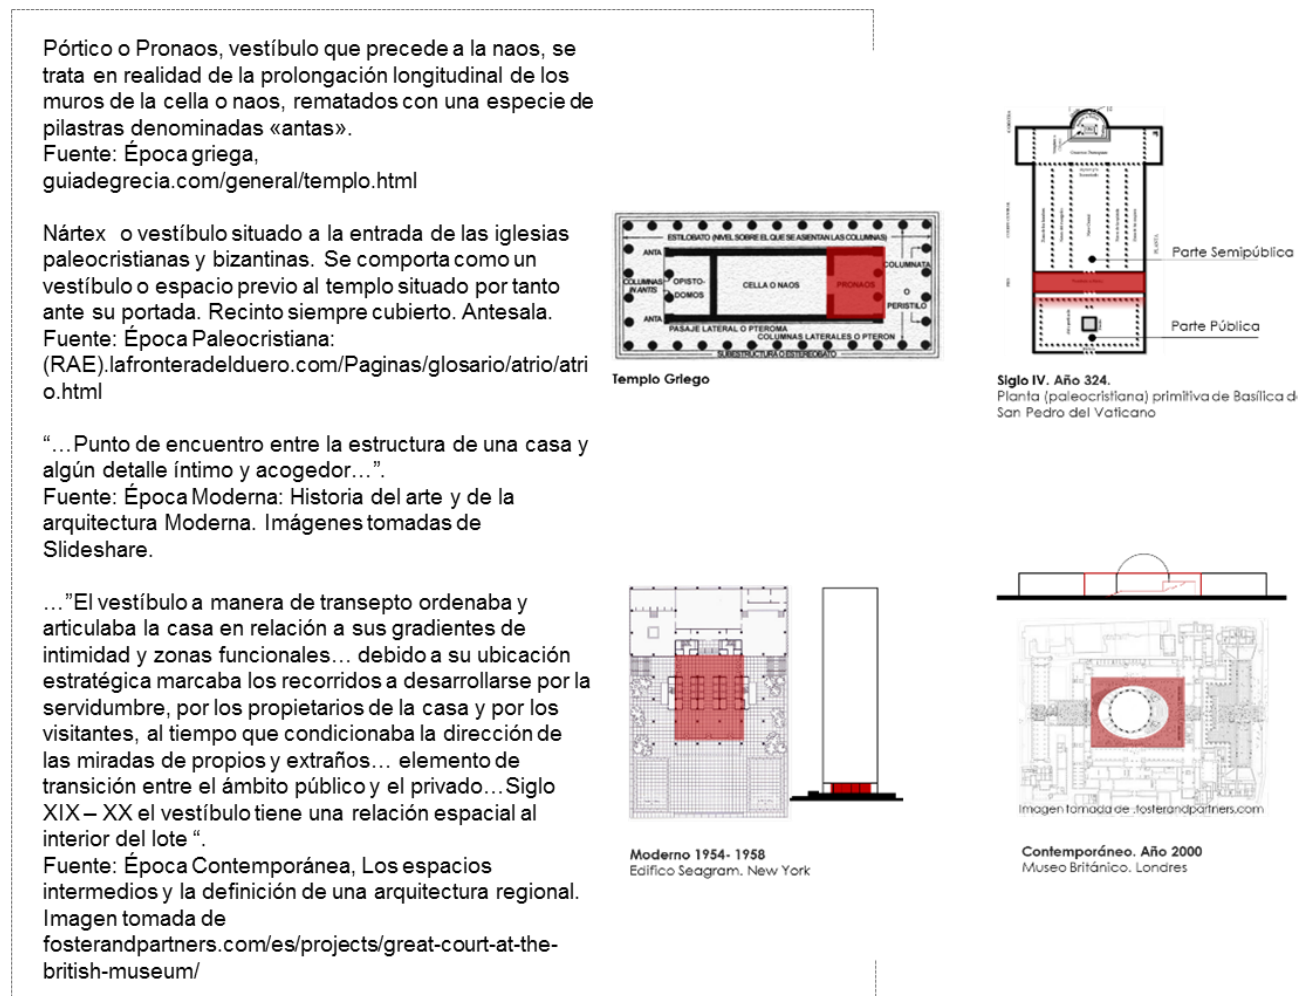 Pórtico o Pronaos, vestíbulo que precede a la naos, se
trata en realidad de la prolongación longitudinal de los
muros de la cella o naos, rematados con una especie de
pilastras denominadas «antas».
Fuente: Época griega,
guiadegrecia.com/general/templo.html
Nártex o vestíbulo situado a la entrada de las iglesias
paleocristianas y bizantinas. Se comporta como un
vestíbulo o espacio previo al templo situado por tanto
ante su portada. Recinto siempre cubierto. Antesala.
Fuente: Época Paleocristiana:
(RAE).lafronteradelduero.com/Paginas/glosario/atrio/atri
o.html
“…Punto de encuentro entre la estructura de una casa y
algún detalle íntimo y acogedor…”.
Fuente: Época Moderna: Historia del arte y de la
arquitectura Moderna. Imágenes tomadas de
Slideshare.
…”El vestíbulo a manera de transepto ordenaba y
articulaba la casa en relación a sus gradientes de
intimidad y zonas funcionales… debido a su ubicación
estratégica marcaba los recorridos a desarrollarse por la
servidumbre, por los propietarios de la casa y por los
visitantes, al tiempo que condicionaba la dirección de
las miradas de propios y extraños… elemento de
transición entre el ámbito público y el privado…Siglo
XIX – XX el vestíbulo tiene una relación espacial al
interior del lote “.
Fuente: Época Contemporánea, Los espacios
intermedios y la definición de una arquitectura regional.
Imagen tomada de
fosterandpartners.com/es/projects/great-court-at-the-
british-museum/
ESTILOBATO (NIVEL SOBRE EL QUE SE ASIENTAN LAS COLUMNAS)
ANTA
COLUMNAS
IN ANTIS
OPISTO-
DOMOS
CELLA O NAOS
PRONAOS
COLUMNATA
O
PERISTILO
ANTA
PASAJE LATERAL O PTEROMA
COLUMNAS LATERALES O PTERON
SUBESTRUCTURA O ESTEREOBATO
Templo Griego
Parte Semipública
Parte Pública
PLANTA
Siglo IV. Año 324.
Planta (paleocristiana) primitiva de Basílica d
San Pedro del Vaticano
Moderno 1954- 1958
Edifico Seagram. New York
Imagen tomada de .fosterandpartners.com
Contemporáneo. Año 2000
Museo Británico. Londres